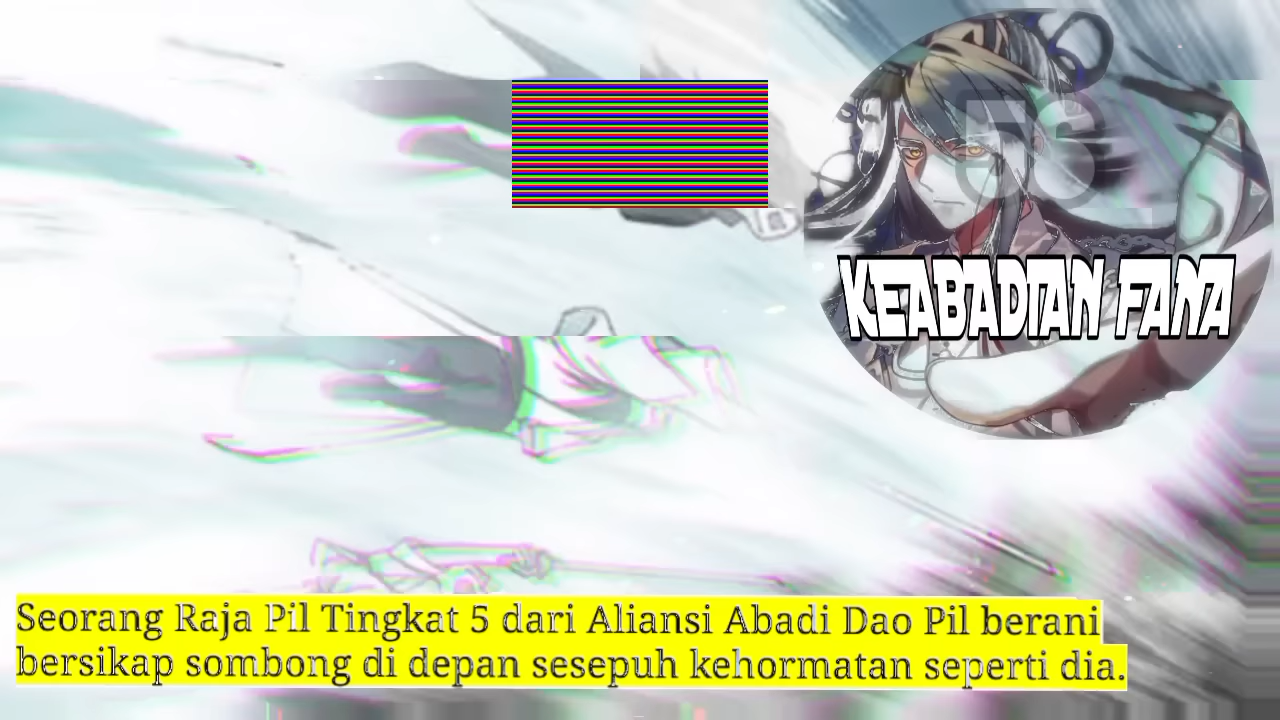 56
KEABADIAN FANA
Seorang Raja Pil Tingkat 5 dari Aliansi Abadi Dao Pil berani
bersikap sombong di depan sesepuh kehormatan seperti dia.